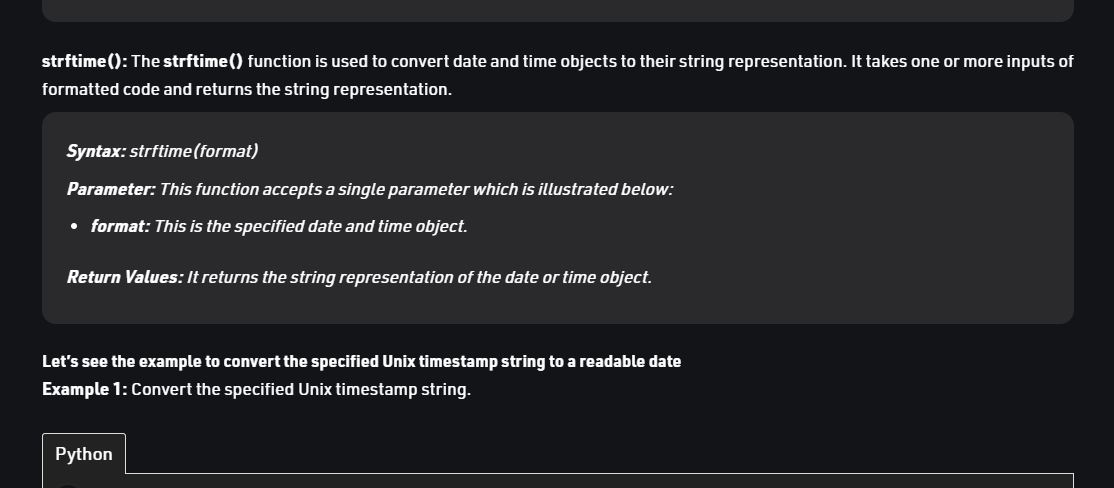 strftime(): The strftime() function is used to convert date and time objects to their string representation. It takes one or more inputs of
formatted code and returns the string representation.
Syntax: strftime(format)
Parameter: This function accepts a single parameter which is illustrated below:
• format: This is the specified date and time object.
Return Values: It returns the string representation of the date or time object.
Let's see the example to convert the specified Unix timestamp string to a readable date
Example 1: Convert the specified Unix timestamp string.
Python